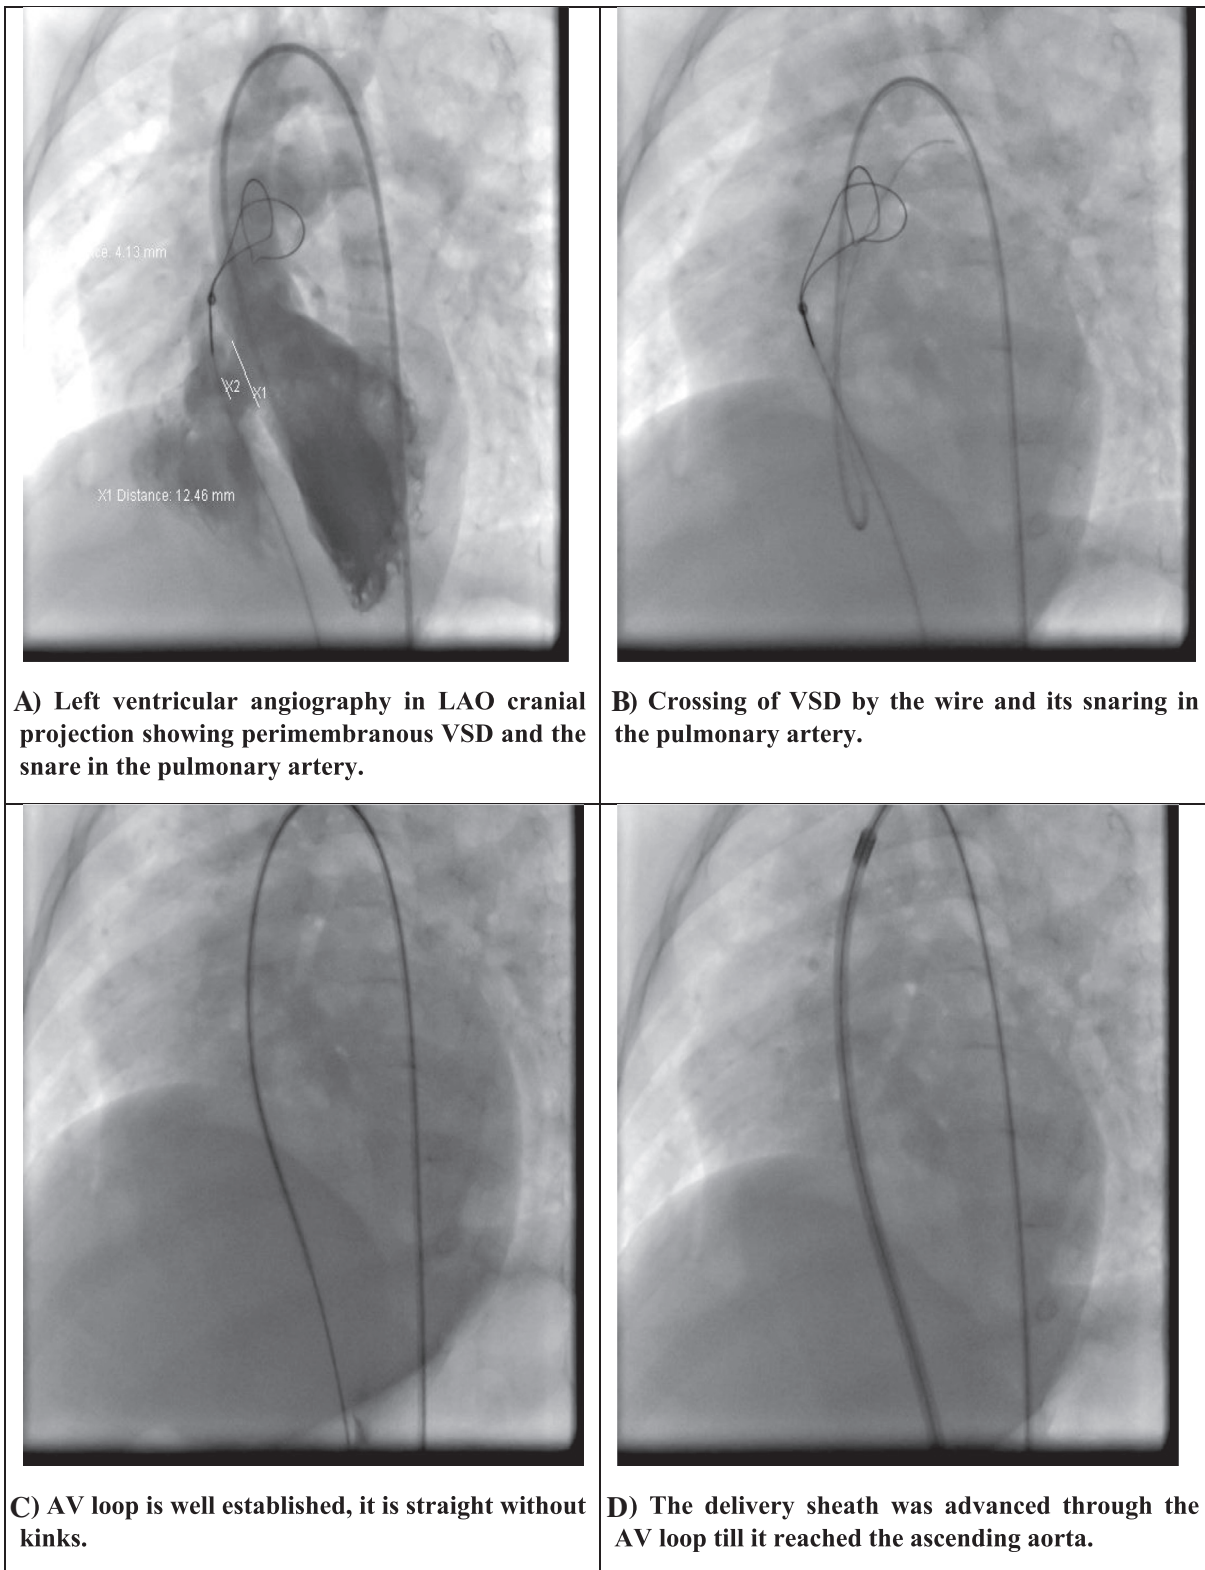 ce: 4.13 mm
X2
X1
X1 Distance: 12.46 mm
A) Left ventricular angiography in LAO cranial
projection showing perimembranous VSD and the
snare in the pulmonary artery.
B) Crossing of VSD by the wire and its snaring in
the pulmonary artery.
C) AV loop is well established, it is straight without
kinks.
D) The delivery sheath was advanced through the
AV loop till it reached the ascending aorta.